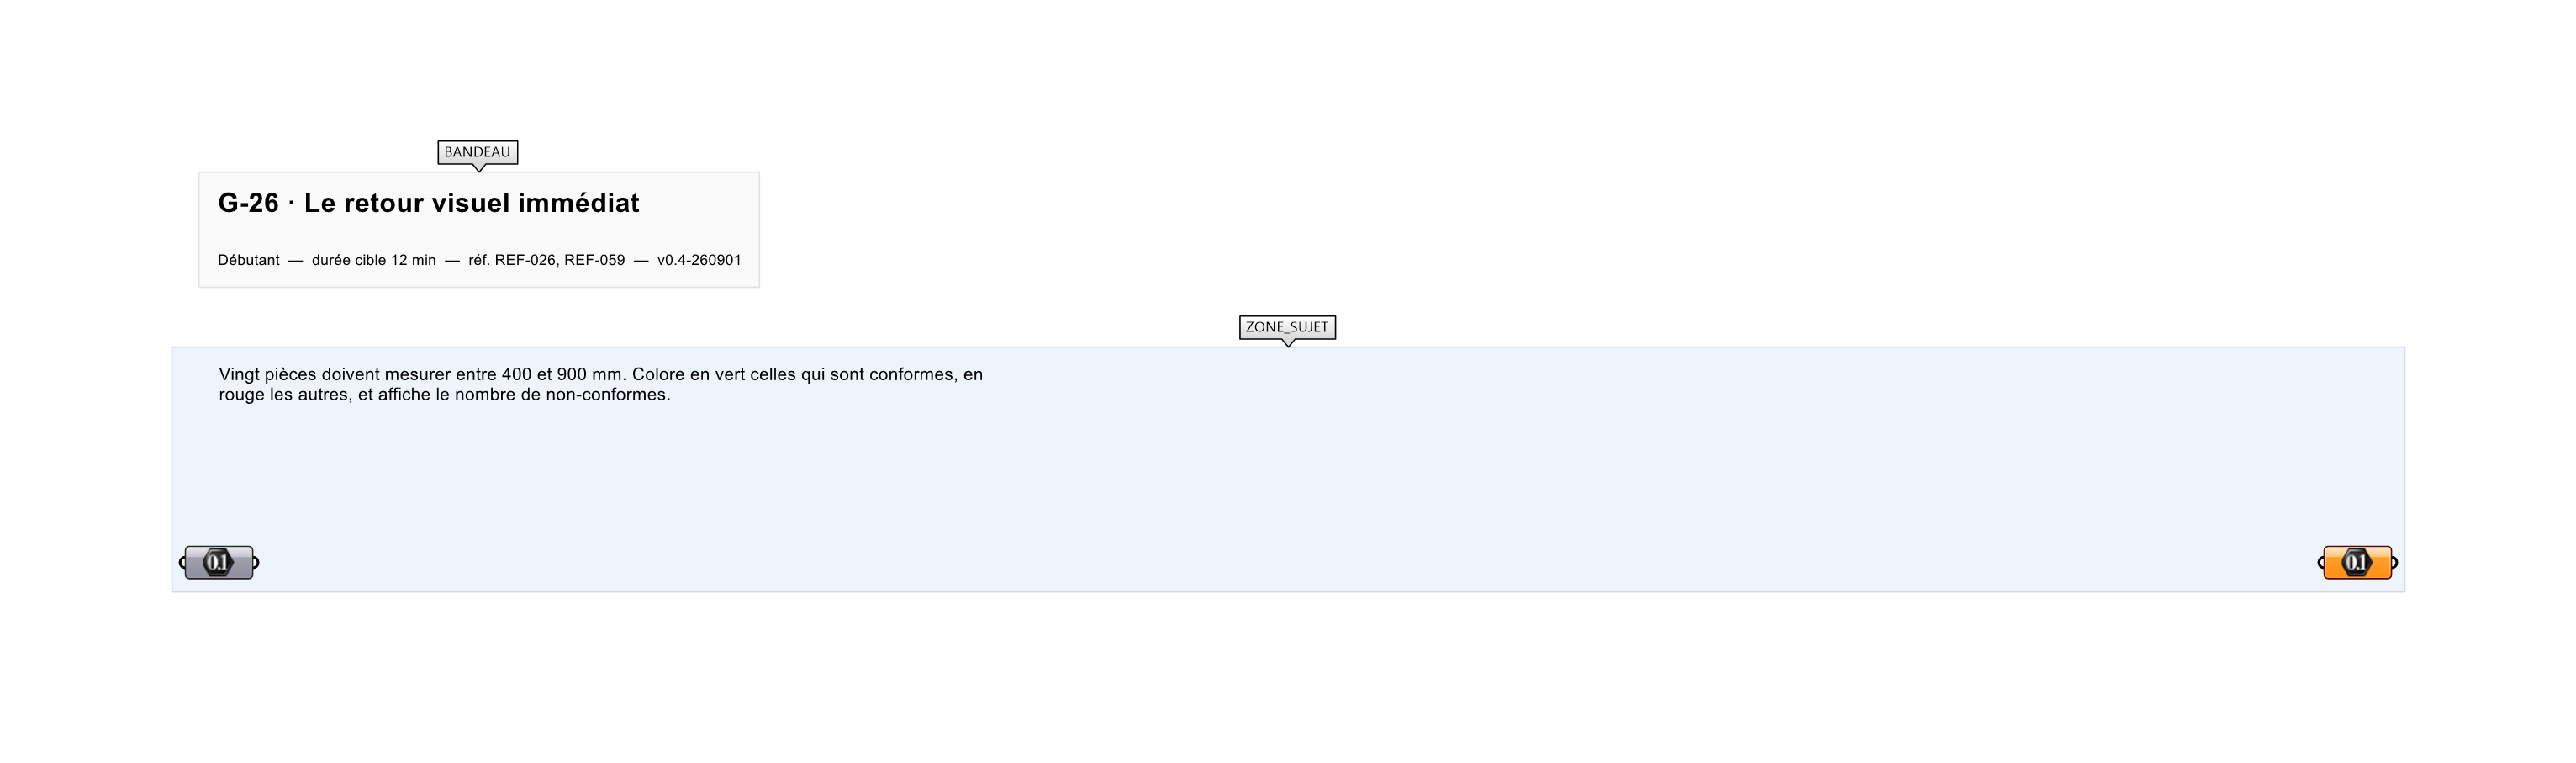 BANDEAU
G-26 · Le retour visuel immédiat
Débutant — durée cible 12 min — réf. REF-026, REF-059 — v0.4-260901
ZONE_SUJET
Vingt pièces doivent mesurer entre 400 et 900 mm. Colore en vert celles qui sont conformes, en
rouge les autres, et affiche le nombre de non-conformes.
0.1
0.1